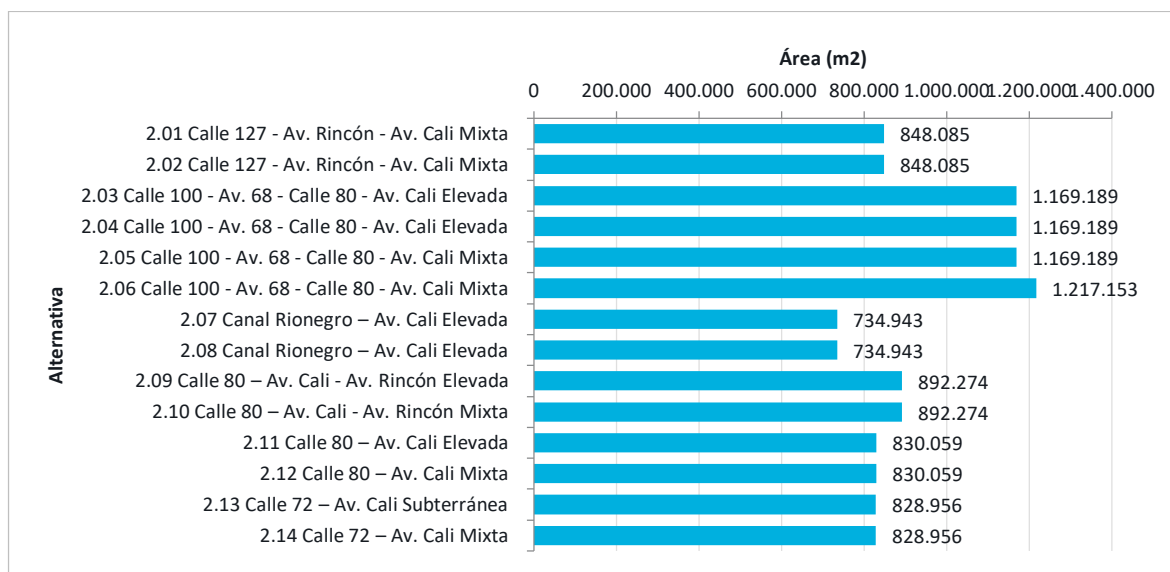 Área (m2)
0 200.000 400.000 600.000 800.000 1.000.000 1.200.000 1.400.000
2.01 Calle 127 - Av. Rincón - Av. Cali Mixta 848.085
2.02 Calle 127 - Av. Rincón - Av. Cali Mixta 848.085
2.03 Calle 100 - Av. 68 - Calle 80 - Av. Cali Elevada 1.169.189
2.04 Calle 100 - Av. 68 - Calle 80 - Av. Cali Elevada 1.169.189
2.05 Calle 100 - Av. 68 - Calle 80 - Av. Cali Mixta 1.169.189
2.06 Calle 100 - Av. 68 - Calle 80 - Av. Cali Mixta 1.217.153
2.07 Canal Rionegro – Av. Cali Elevada 734.943
2.08 Canal Rionegro – Av. Cali Elevada 734.943
2.09 Calle 80 – Av. Cali - Av. Rincón Elevada 892.274
2.10 Calle 80 – Av. Cali - Av. Rincón Mixta 892.274
2.11 Calle 80 – Av. Cali Elevada 830.059
2.12 Calle 80 – Av. Cali Mixta 830.059
2.13 Calle 72 – Av. Cali Subterránea 828.956
2.14 Calle 72 – Av. Cali Mixta 828.956
Alternativa